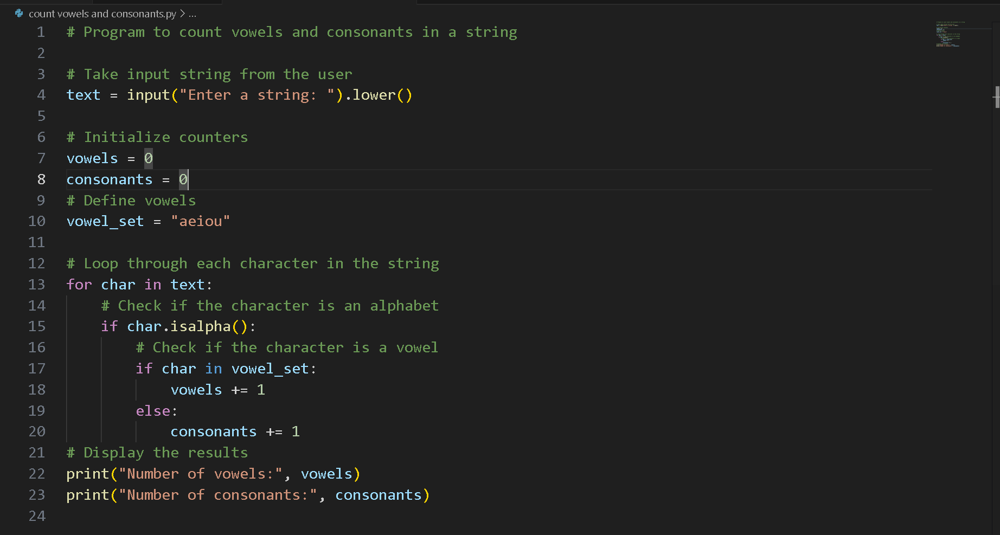 count vowels and consonants.py > ...
1 # Program to count vowels and consonants in a string
2
3 # Take input string from the user
4 text = input("Enter a string: ").lower()
5
6 # Initialize counters
7 vowels = 0
8 consonants = 0
9 # Define vowels
10 vowel_set = "aeiou"
11
12 # Loop through each character in the string
13 for char in text:
14     # Check if the character is an alphabet
15     if char.isalpha():
16         # Check if the character is a vowel
17         if char in vowel_set:
18             vowels += 1
19         else:
20             consonants += 1
21 # Display the results
22 print("Number of vowels:", vowels)
23 print("Number of consonants:", consonants)
24